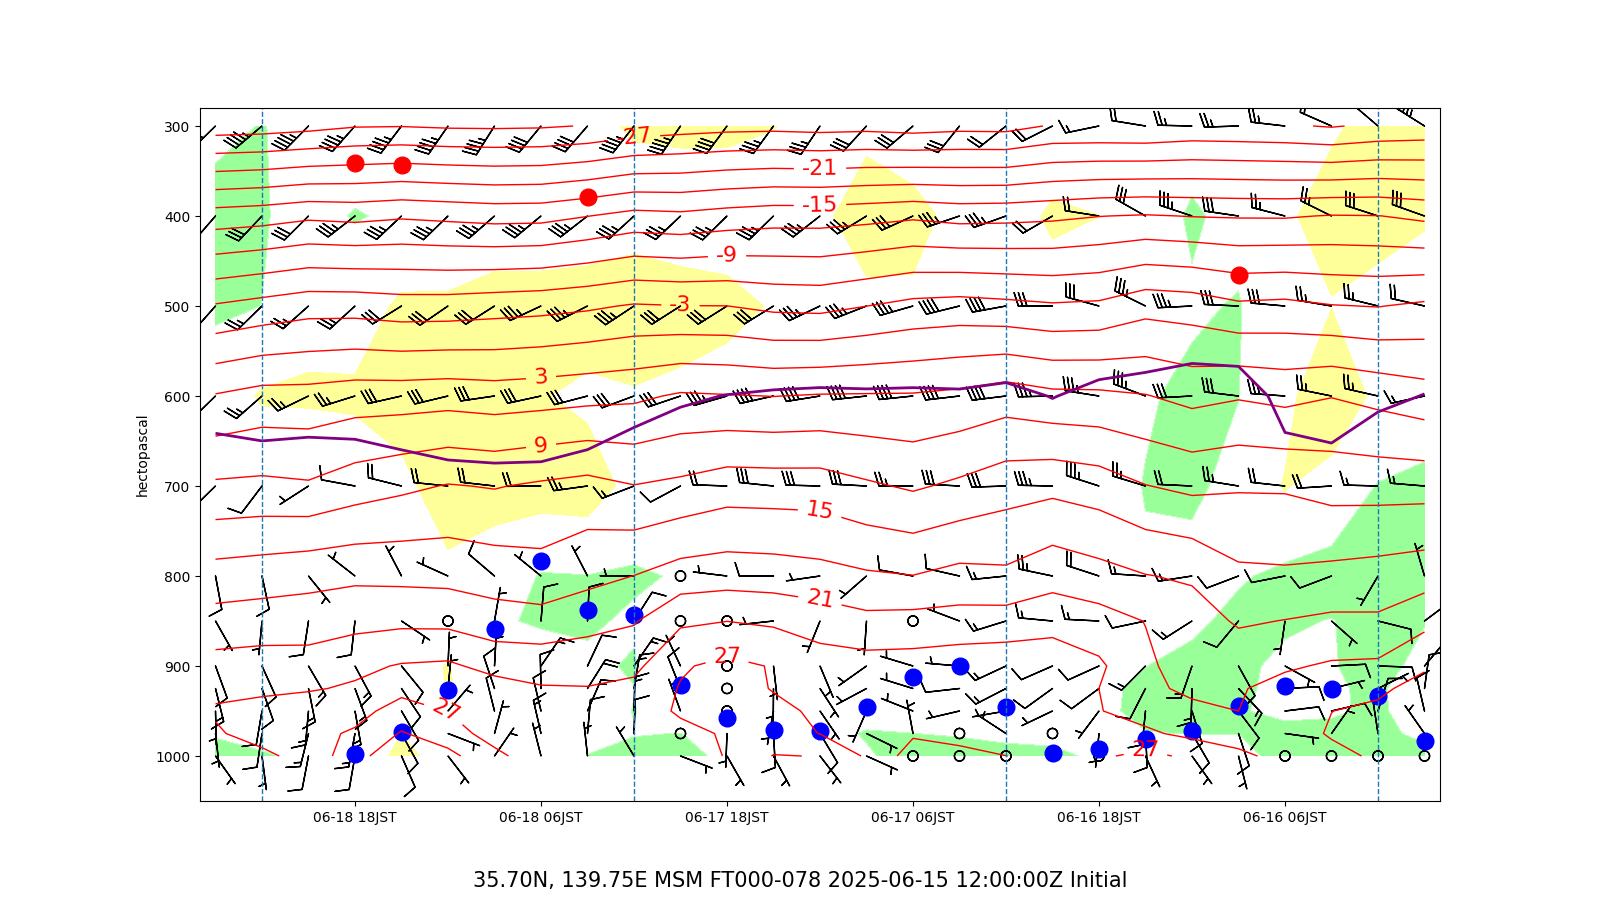 300
400
500
600
700
800
900
1000
hectopascal
27
-21
-15
-9
-3
3
9
15
21
27
27
27
06-18 18JST
06-18 06JST
06-17 18JST
06-17 06JST
06-16 18JST
06-16 06JST
35.70N, 139.75E MSM FT000-078 2025-06-15 12:00:00Z Initial